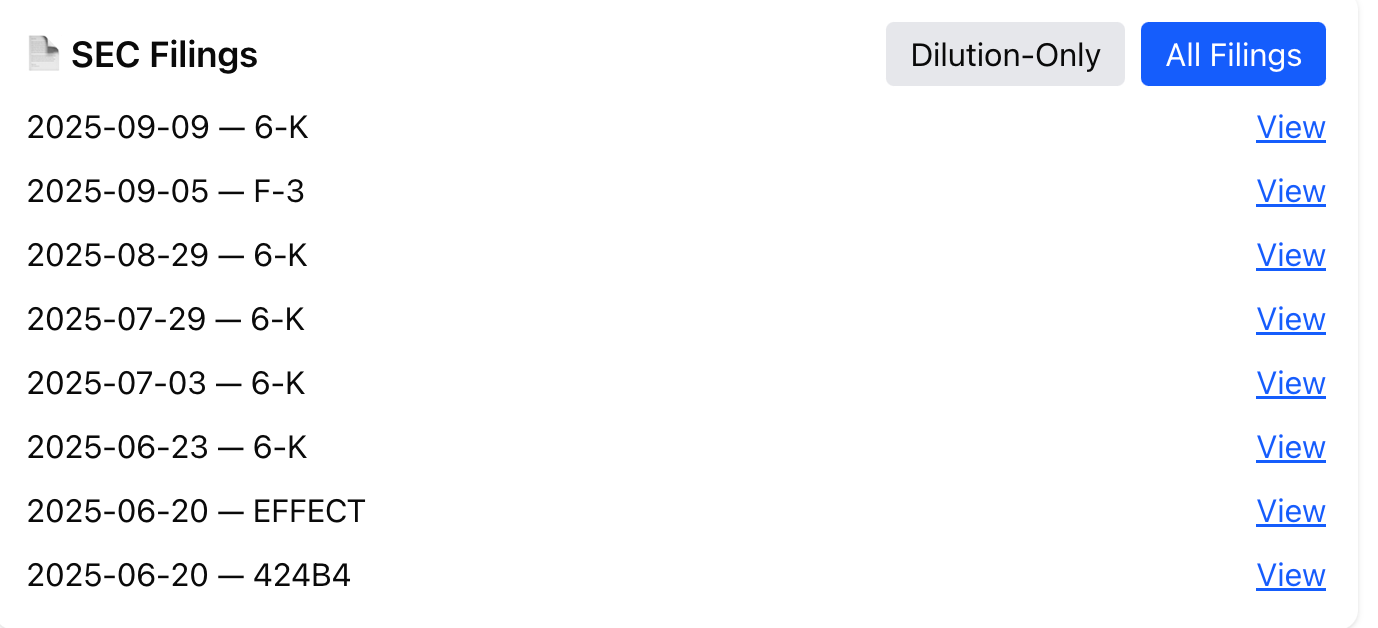 SEC Filings Dilution-Only All Filings
2025-09-09 — 6-K View
2025-09-05 — F-3 View
2025-08-29 — 6-K View
2025-07-29 — 6-K View
2025-07-03 — 6-K View
2025-06-23 — 6-K View
2025-06-20 — EFFECT View
2025-06-20 — 424B4 View